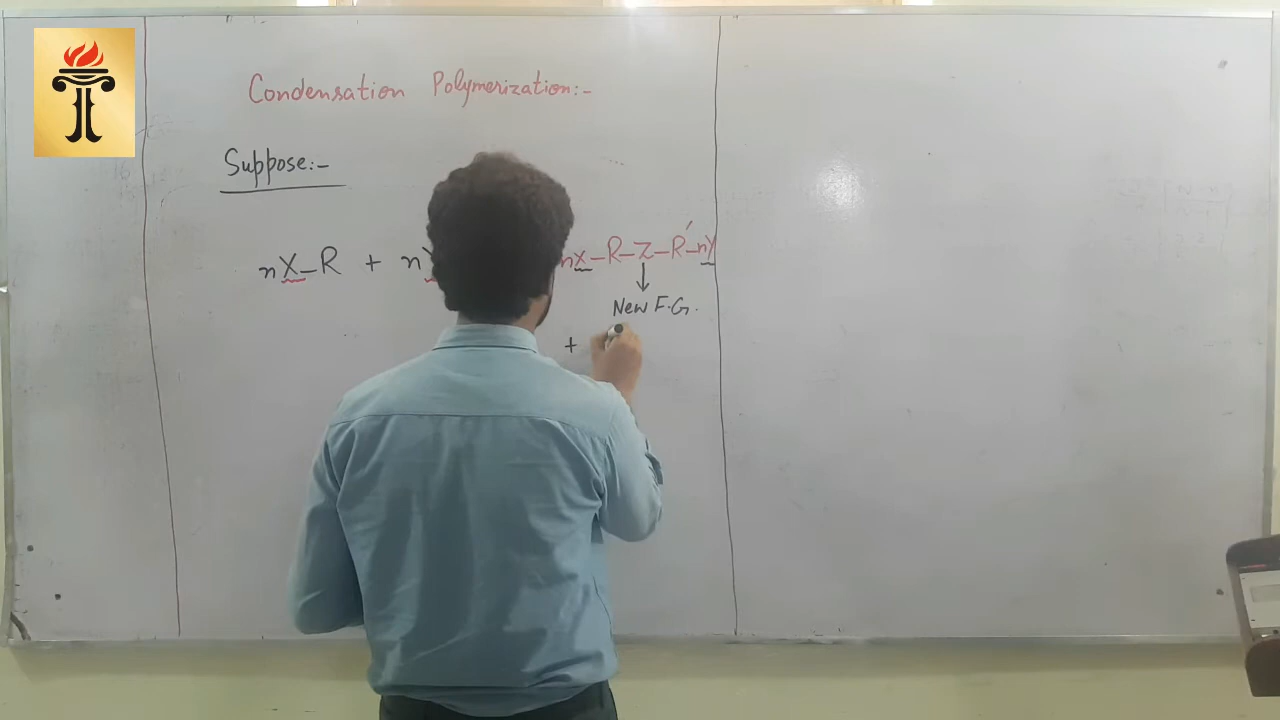 Condensation Polymerization:-
Suppose:-
nX-R + n nX-R-Z-R'-nY
New F.G.
+